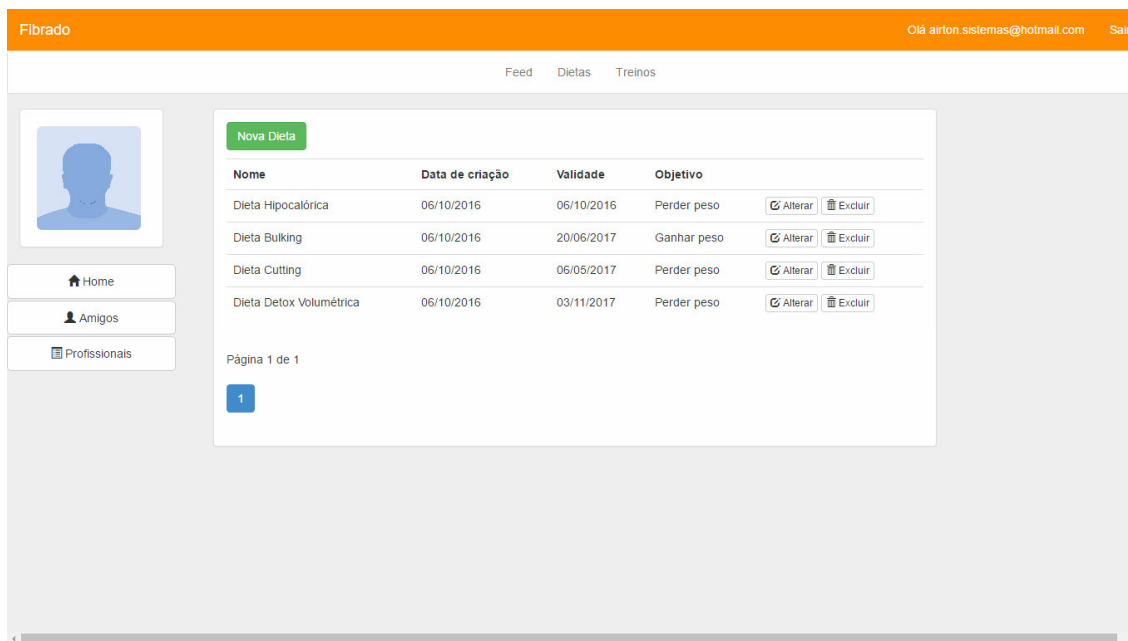 Fibrado Olá airton.sistemas@hotmail.com Sair
Feed Dietas Treinos
Nova Dieta
Nome Data de criação Validade Objetivo
Dieta Hipocalórica 06/10/2016 06/10/2016 Perder peso Alterar Excluir
Dieta Bulking 06/10/2016 20/06/2017 Ganhar peso Alterar Excluir
Dieta Cutting 06/10/2016 06/05/2017 Perder peso Alterar Excluir
Dieta Detox Volumétrica 06/10/2016 03/11/2017 Perder peso Alterar Excluir
Home
Amigos
Profissionais
Página 1 de 1
1